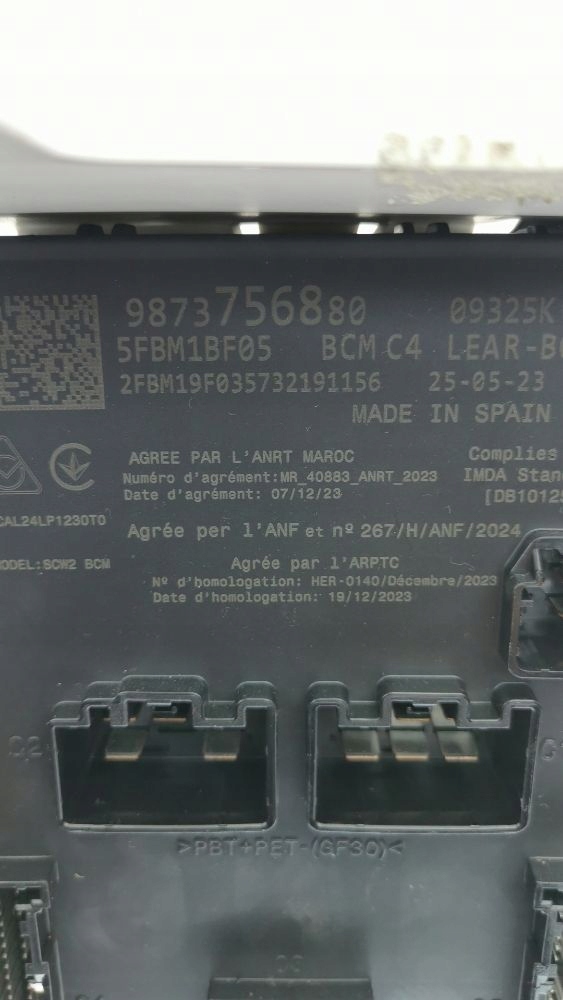 9873756880 09325K
5FBM1BF05 BCM C4 LEAR-B
2FBM19F035732191156 25-05-23
MADE IN SPAIN
AGREE PAR L'ANRT MAROC
Numéro d'agrément:MR_40883_ANRT_2023
Date d'agrément: 07/12/23
Complies
IMDA Stan
[DB10125
CAL24LP1230T0
Agrée per l'ANF et nº 267/H/ANF/2024
MODEL:SCW2 BCM
Agrée par l'ARPTC
Nº d'homologation: HER-0140/Décembre/2023
Date d'homologation: 19/12/2023
C2
>PBT+PET-(GF30)<